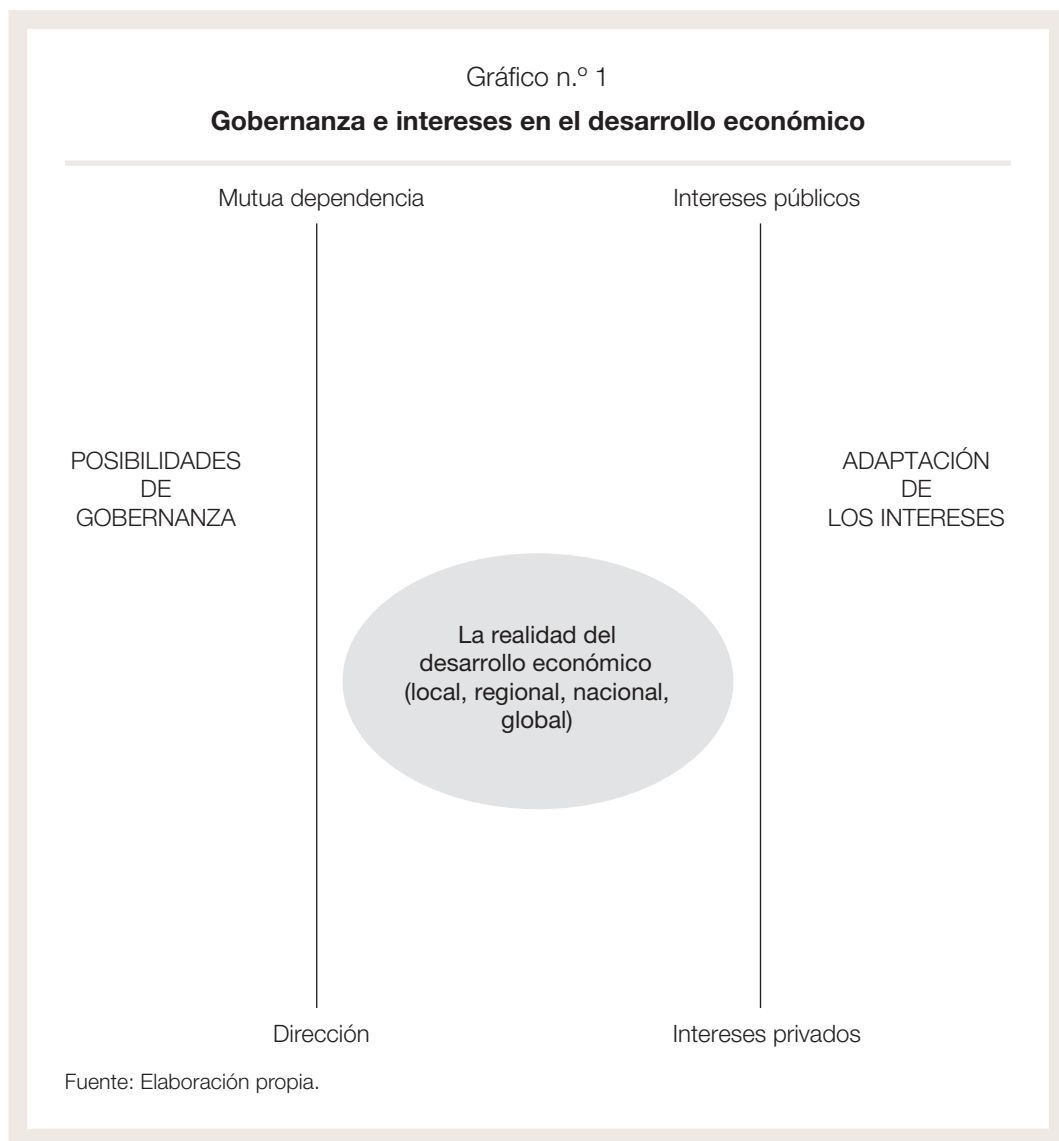 Gráfico n.º 1
Gobernanza e intereses en el desarrollo económico
Mutua dependencia
Intereses públicos
POSIBILIDADES
DE
GOBERNANZA
ADAPTACIÓN
DE
LOS INTERESES
La realidad del
desarrollo económico
(local, regional, nacional,
global)
Dirección
Intereses privados
Fuente: Elaboración propia.